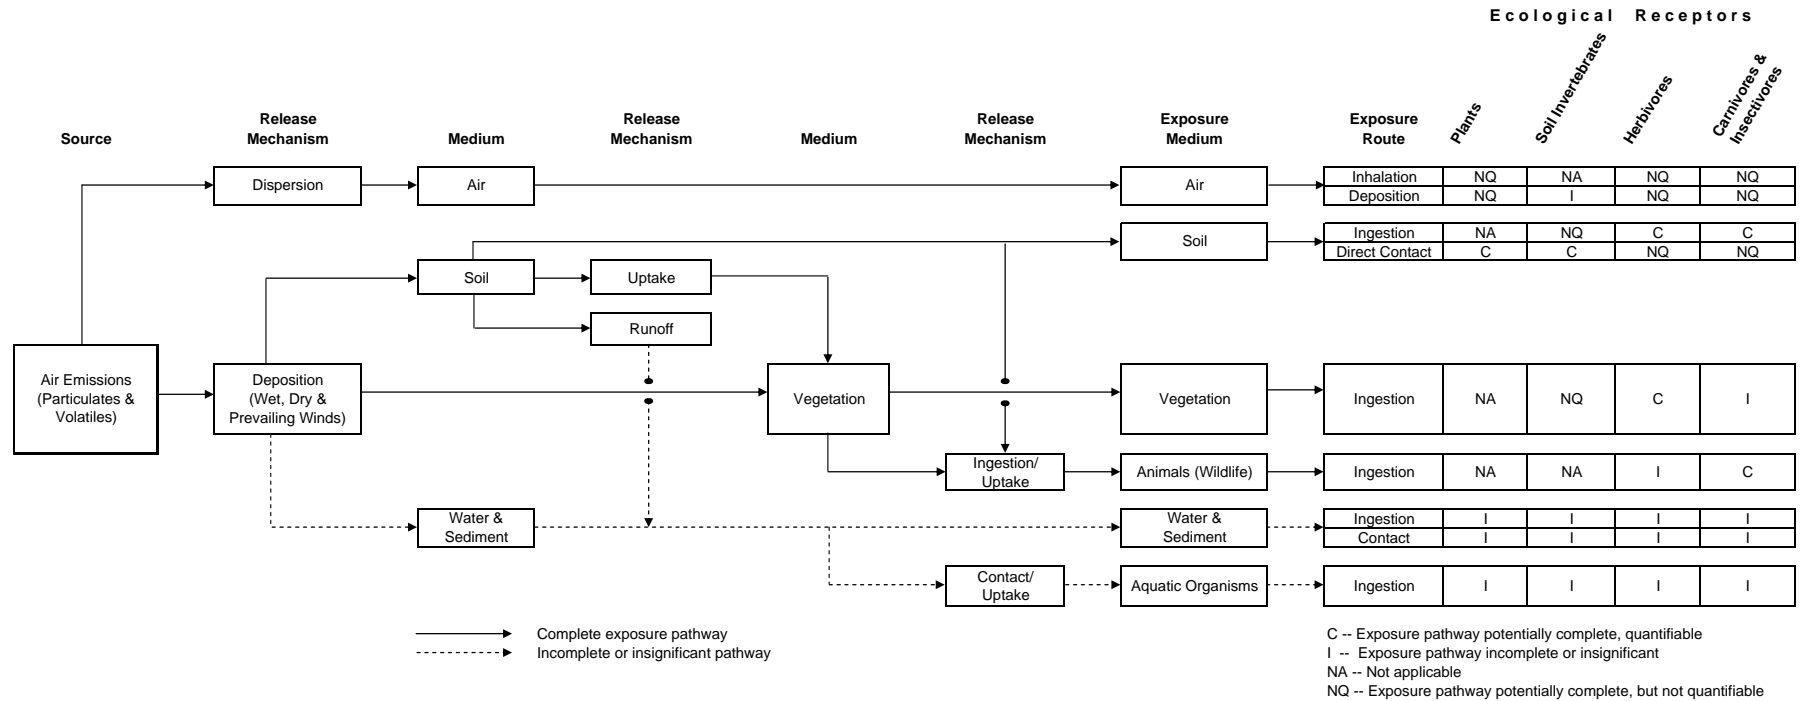 Ecological Receptors
Plants
Soil Invertebrates
Herbivores
Carnivores &
Insectivores
Source
Release
Mechanism
Medium
Release
Mechanism
Medium
Release
Mechanism
Exposure
Medium
Exposure
Route
Dispersion
Air
Air
Inhalation NQ NA NQ NQ
Deposition NQ I NQ NQ
Soil
Ingestion NA NQ C C
Direct Contact C C NQ NQ
Soil
Uptake
Runoff
Air Emissions
(Particulates &
Volatiles)
Deposition
(Wet, Dry &
Prevailing Winds)
Vegetation
Vegetation
Ingestion NA NQ C I
Ingestion/
Uptake
Animals (Wildlife)
Ingestion NA NA I C
Water &
Sediment
Water &
Sediment
Ingestion I I I I
Contact I I I I
Contact/
Uptake
Aquatic Organisms
Ingestion I I I I
Complete exposure pathway
Incomplete or insignificant pathway
C -- Exposure pathway potentially complete, quantifiable
I -- Exposure pathway incomplete or insignificant
NA -- Not applicable
NQ -- Exposure pathway potentially complete, but not quantifiable